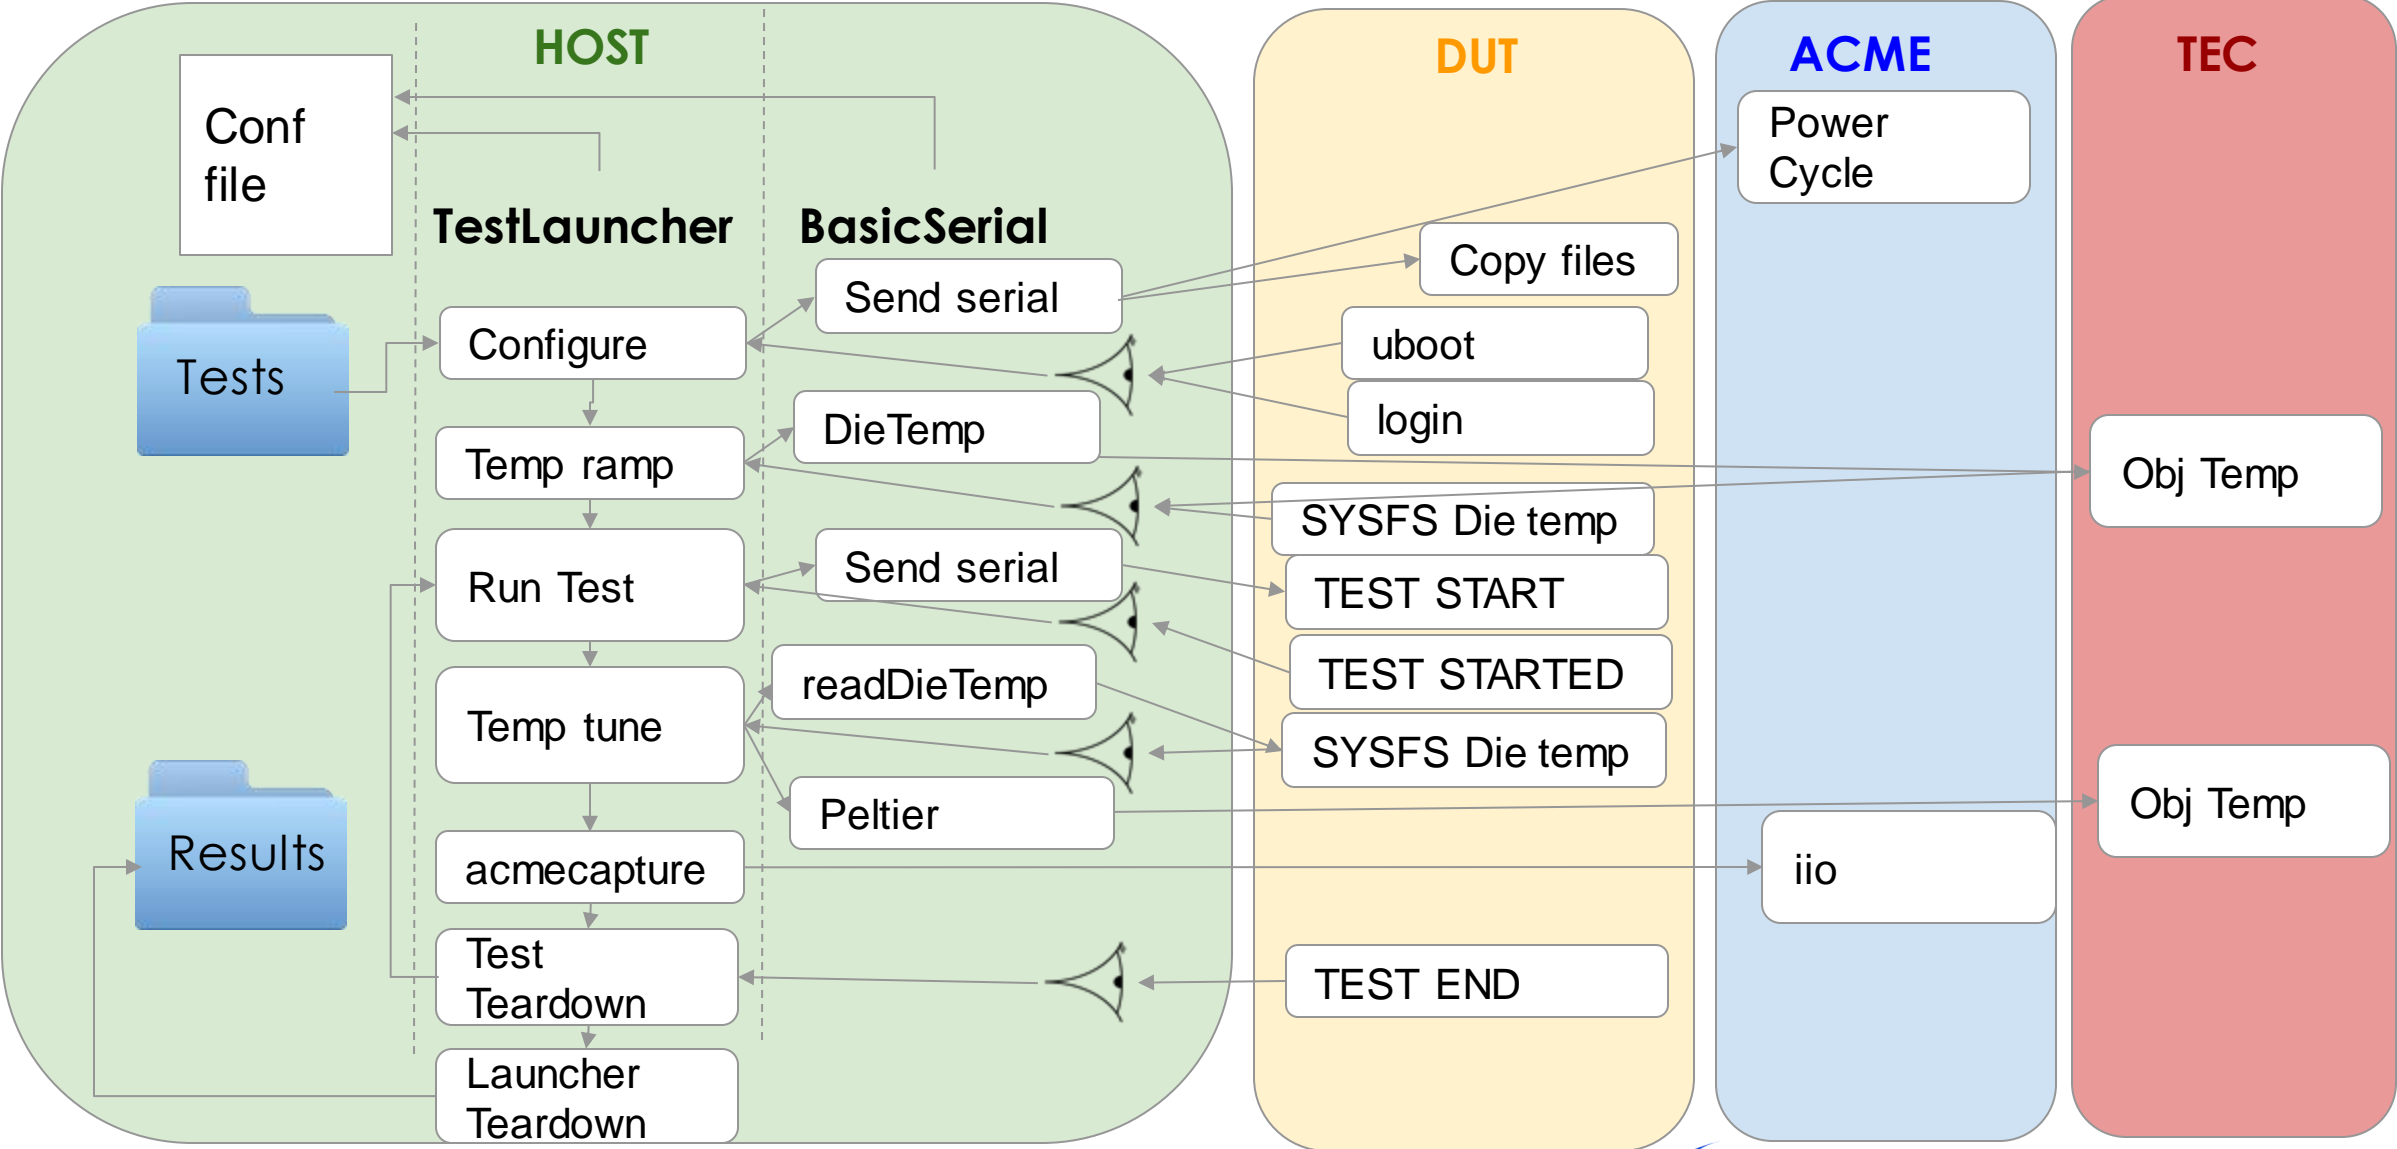 HOST
DUT
ACME
TEC
Conf
file
Power
Cycle
TestLauncher
BasicSerial
Send serial
Copy files
Tests
Configure
uboot
login
DieTemp
Temp ramp
Obj Temp
SYSFS Die temp
Run Test
Send serial
TEST START
TEST STARTED
readDieTemp
Temp tune
SYSFS Die temp
Peltier
Obj Temp
Results
acmecapture
iio
Test
Teardown
TEST END
Launcher
Teardown